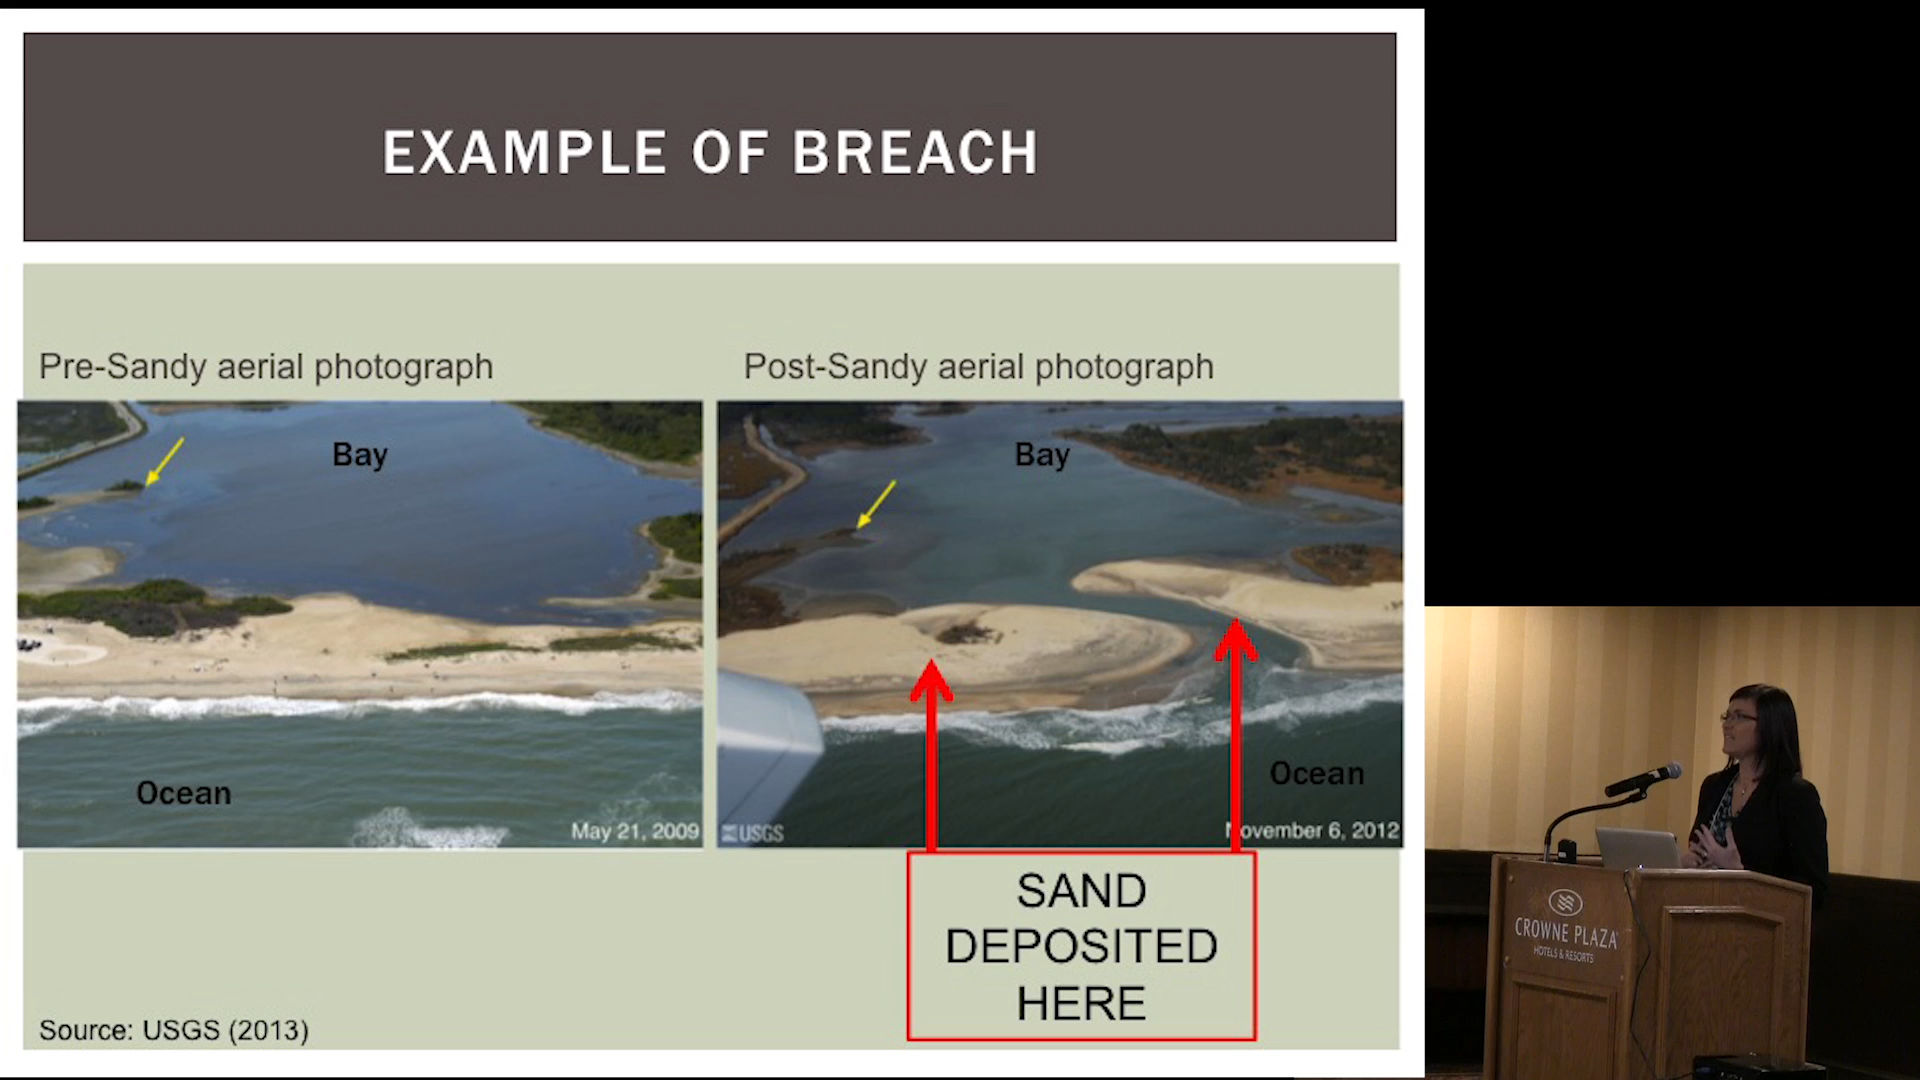 EXAMPLE OF BREACH
Pre-Sandy aerial photograph
Post-Sandy aerial photograph
Bay
Ocean
May 21, 2009
Bay
Ocean
USGS
November 6, 2012
SAND
DEPOSITED
HERE
Source: USGS (2013)
CROWNE PLAZA
HOTELS & RESORTS